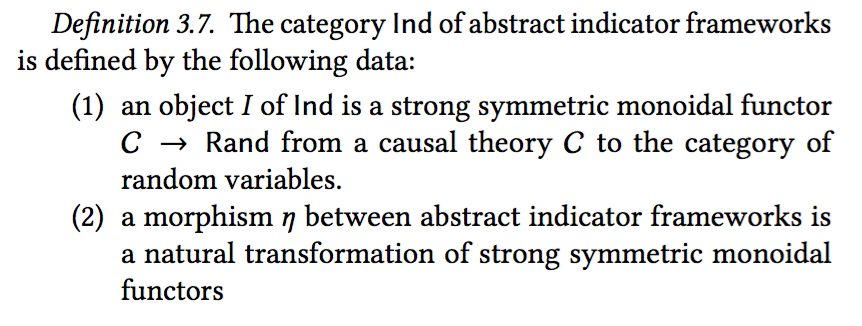 Definition 3.7. The category Ind of abstract indicator frameworks
is defined by the following data:
(1) an object I of Ind is a strong symmetric monoidal functor
C → Rand from a causal theory C to the category of
random variables.
(2) a morphism η between abstract indicator frameworks is
a natural transformation of strong symmetric monoidal
functors